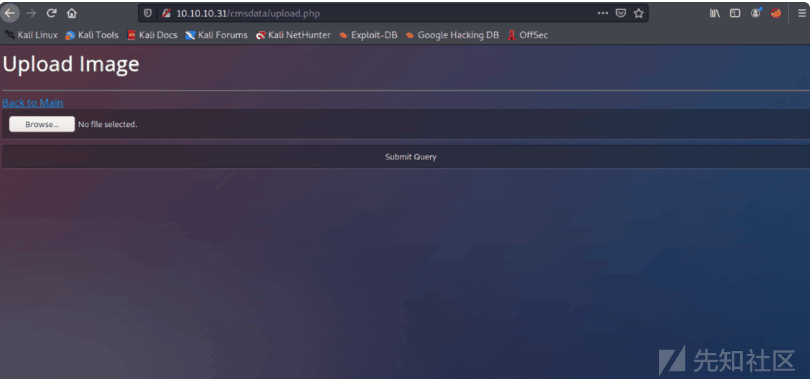 10.10.10.31/cmsdata/upload.php
Kali Linux Kali Tools Kali Docs Kali Forums Kali NetHunter Exploit-DB Google Hacking DB OffSec
Upload Image
Back to Main
Browse... No file selected.
Submit Query
先知社区